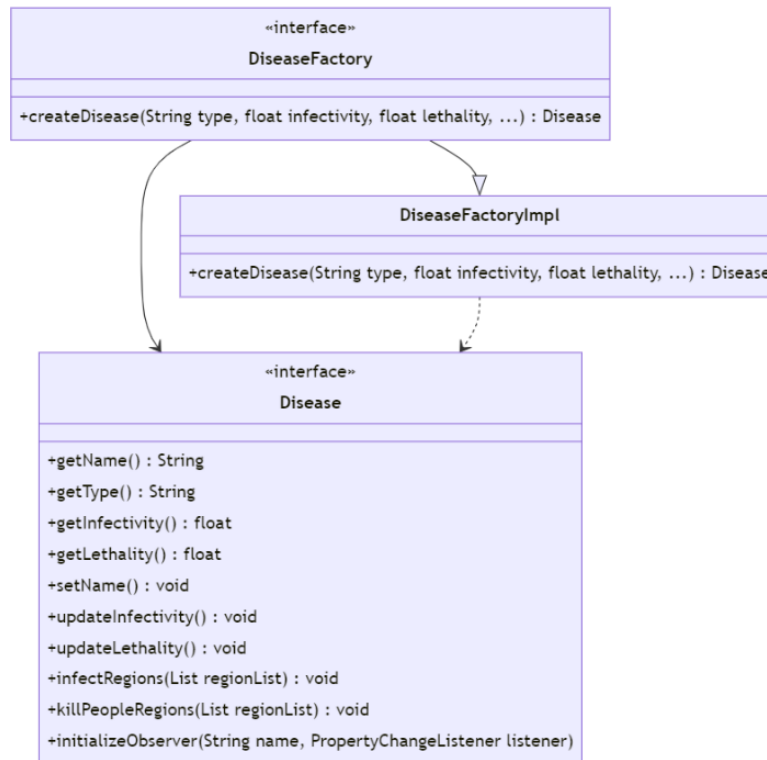 «interface»
DiseaseFactory
+createDisease(String type, float infectivity, float lethality, ...) : Disease
DiseaseFactoryImpl
+createDisease(String type, float infectivity, float lethality, ...) : Disease
«interface»
Disease
+getName() : String
+getType() : String
+getInfectivity() : float
+getLethality() : float
+setName() : void
+updateInfectivity() : void
+updateLethality() : void
+infectRegions(List regionList) : void
+killPeopleRegions(List regionList) : void
+initializeObserver(String name, PropertyChangeListener listener)